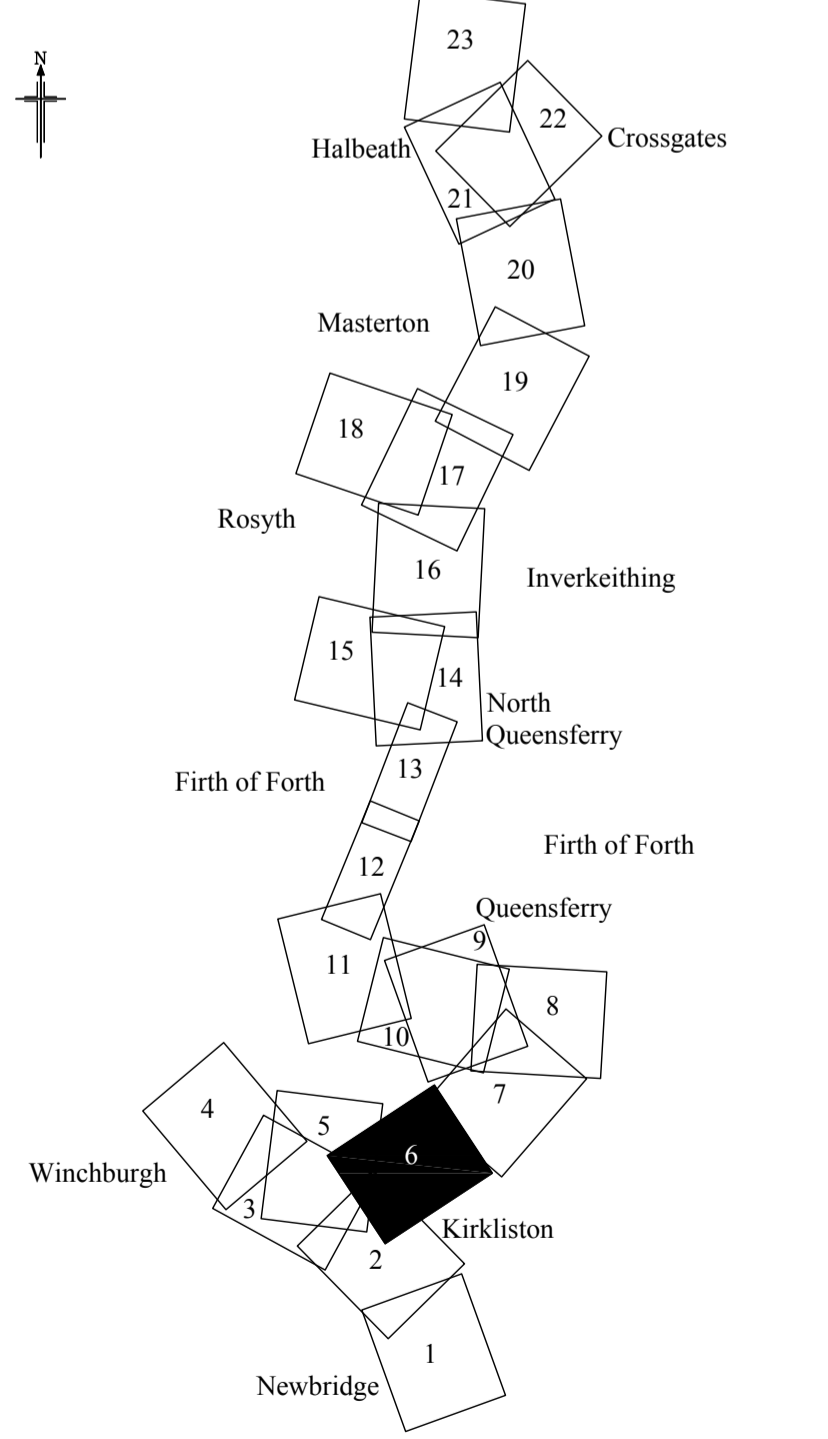 23
N
22
Halbeath
Crossgates
21
20
Masterton
19
18
17
Rosyth
16
Inverkeithing
15
14
North
Queensferry
13
Firth of Forth
Firth of Forth
12
Queensferry
9
11
8
10
7
4
5
6
Winchburgh
3
Kirkliston
2
1
Newbridge